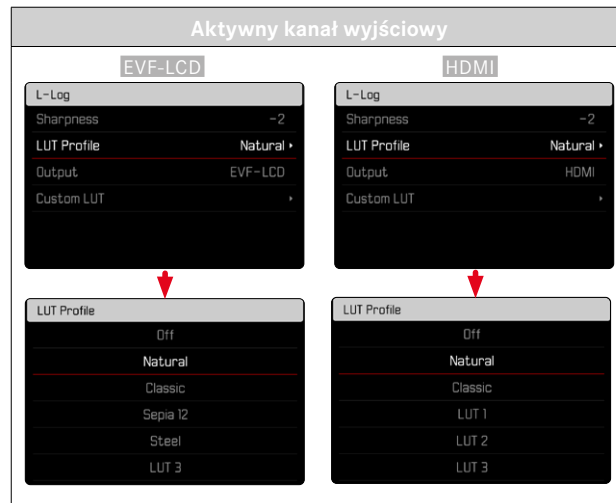 Aktywny kanał wyjściowy
EVF-LCD
L-Log
Sharpness -2
LUT Profile Natural
Output EVF-LCD
Custom LUT
LUT Profile
Off
Natural
Classic
Sepia 12
Steel
LUT 3
HDMI
L-Log
Sharpness -2
LUT Profile Natural
Output HDMI
Custom LUT
LUT Profile
Off
Natural
Classic
LUT 1
LUT 2
LUT 3